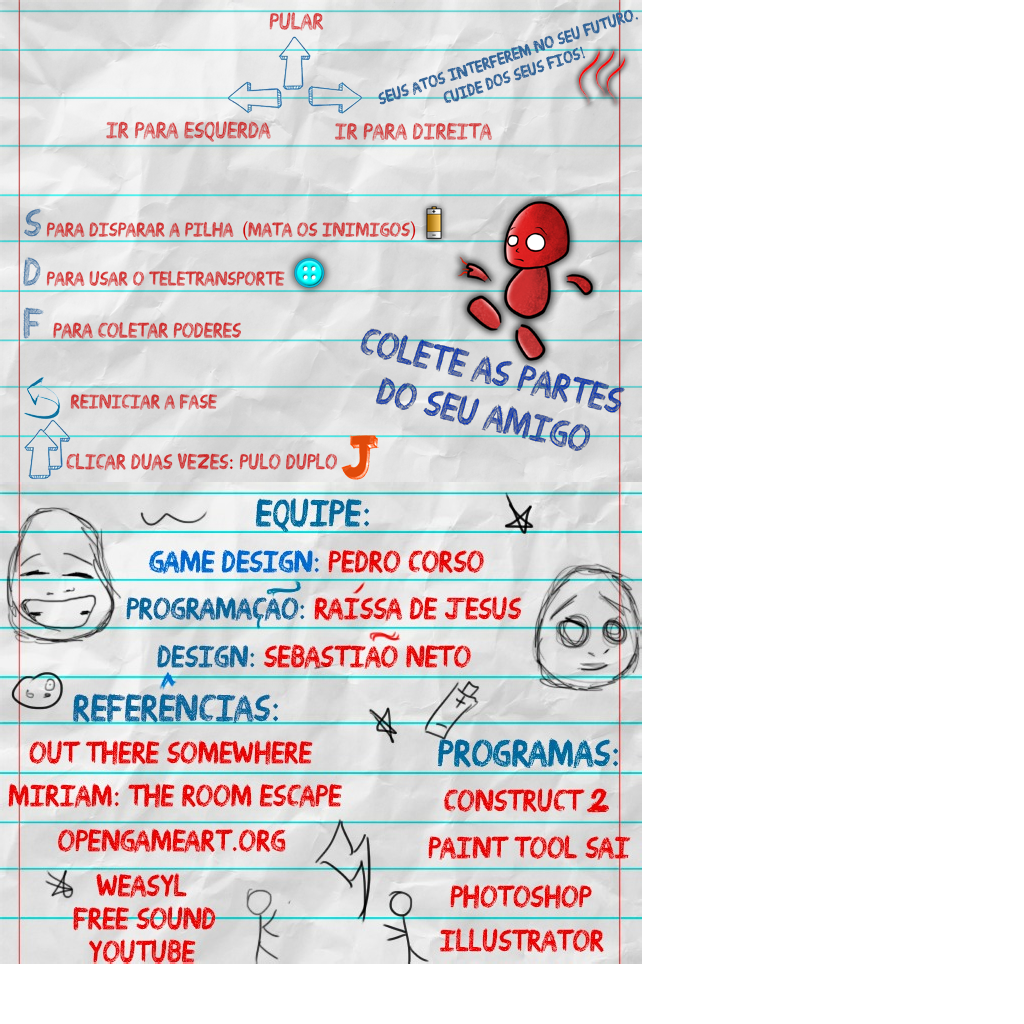 PULAR
SEUS ATOS INTERFEREM NO SEU FUTURO.
CUIDE DOS SEUS FIOS!
IR PARA ESQUERDA
IR PARA DIREITA
S PARA DISPARAR A PILHA (MATA OS INIMIGOS)
D PARA USAR O TELETRANSPORTE
F PARA COLETAR PODERES
COLETE AS PARTES
DO SEU AMIGO
REINICIAR A FASE
CLICAR DUAS VEZES: PULO DUPLO J
EQUIPE:
GAME DESIGN: PEDRO CORSO
PROGRAMAÇÃO: RAÍSSA DE JESUS
DESIGN: SEBASTIÃO NETO
REFERÊNCIAS:
OUT THERE SOMEWHERE
MIRIAM: THE ROOM ESCAPE
OPENGAMEART.ORG
WEASYL
FREE SOUND
YOUTUBE
PROGRAMAS:
CONSTRUCT 2
PAINT TOOL SAI
PHOTOSHOP
ILLUSTRATOR